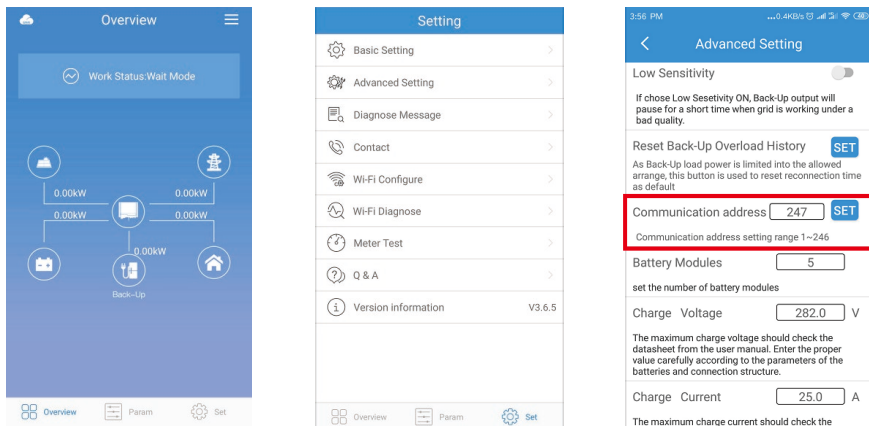 Overview
Work Status:Wait Mode
0.00kW
0.00kW
0.00kW
0.00kW
0.00kW
Back-Up
Overview
Param
Set
Setting
Basic Setting
Advanced Setting
Diagnose Message
Contact
Wi-Fi Configure
Wi-Fi Diagnose
Meter Test
Q & A
Version information V3.6.5
Overview
Param
Set
3:56 PM ...0.4KB/s
Advanced Setting
Low Sensitivity
If chose Low Sesetivity ON, Back-Up output will
pause for a short time when grid is working under a
bad quality.
Reset Back-Up Overload History SET
As Back-Up load power is limited into the allowed
arrange, this button is used to reset reconnection time
as default
Communication address 247 SET
Communication address setting range 1~246
Battery Modules 5
set the number of battery modules
Charge Voltage 282.0 V
The maximum charge voltage should check the
datasheet from the user manual. Enter the proper
value carefully according to the parameters of the
batteries and connection structure.
Charge Current 25.0 A
The maximum charge current should check the